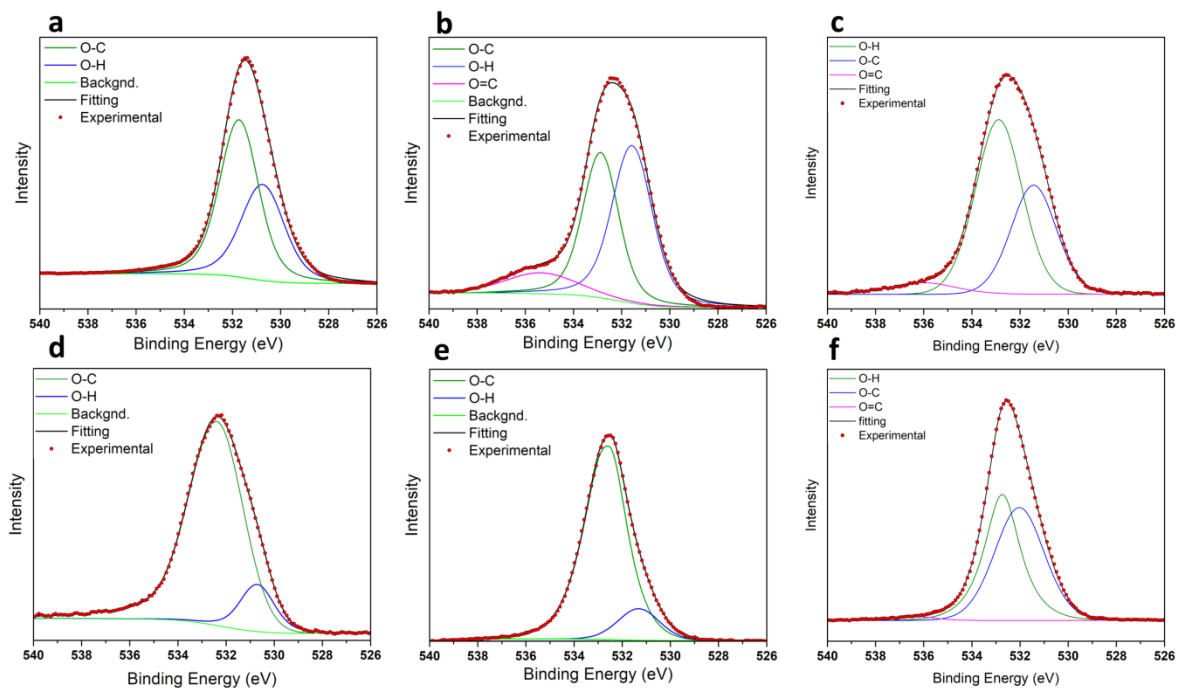 a
O-C
O-H
Backgnd.
Fitting
Experimental
Intensity
540 538 536 534 532 530 528 526
Binding Energy (eV)
b
O-C
O-H
O=C
Backgnd.
Fitting
Experimental
Intensity
540 538 536 534 532 530 528 526
Binding Energy (eV)
c
O-H
O-C
O=C
Fitting
Experimental
Intensity
540 538 536 534 532 530 528 526
Binding Energy (eV)
d
O-C
O-H
Backgnd.
Fitting
Experimental
Intensity
540 538 536 534 532 530 528 526
Binding Energy (eV)
e
O-C
O-H
Backgnd.
Fitting
Experimental
Intensity
540 538 536 534 532 530 528 526
Binding Energy (eV)
f
O-H
O-C
O=C
fitting
Experimental
Intensity
540 538 536 534 532 530 528 526
Binding Energy (eV)